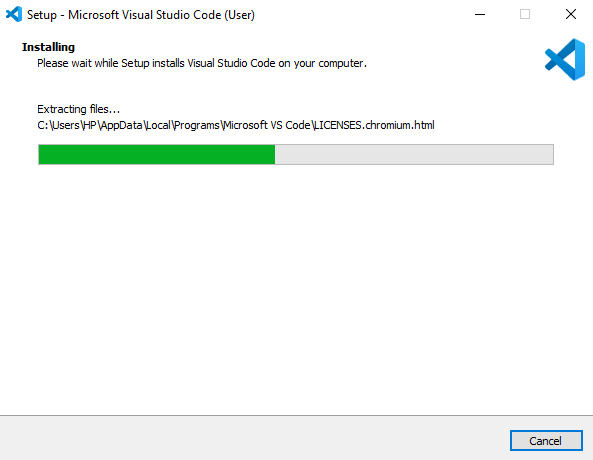 Setup - Microsoft Visual Studio Code (User)
Installing
Please wait while Setup installs Visual Studio Code on your computer.
Extracting files...
C:\Users\HP\AppData\Local\Programs\Microsoft VS Code\LICENSES.chromium.html
Cancel